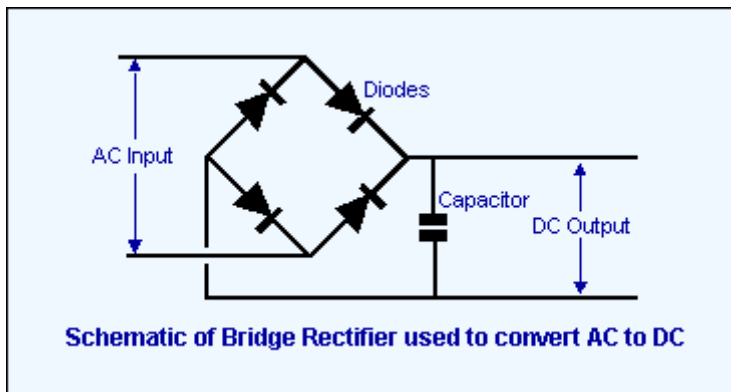 Diodes
AC Input
Capacitor
DC Output
Schematic of Bridge Rectifier used to convert AC to DC